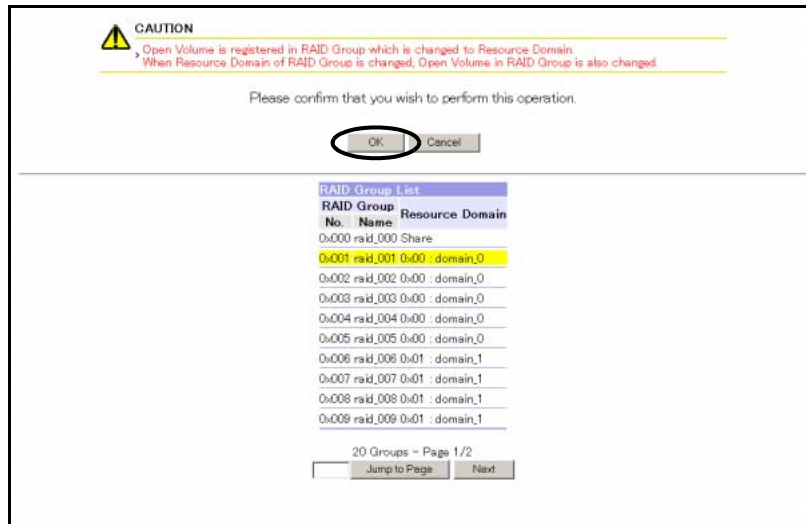 CAUTION
Open Volume is registered in RAID Group which is changed to Resource Domain.
When Resource Domain of RAID Group is changed, Open Volume in RAID Group is also changed.
Please confirm that you wish to perform this operation.
OK Cancel
RAID Group List
RAID Group Resource Domain
No. Name
0x000 raid_000 Share
0x001 raid_001 0x00 : domain_0
0x002 raid_002 0x00 : domain_0
0x003 raid_003 0x00 : domain_0
0x004 raid_004 0x00 : domain_0
0x005 raid_005 0x00 : domain_0
0x006 raid_006 0x01 : domain_1
0x007 raid_007 0x01 : domain_1
0x008 raid_008 0x01 : domain_1
0x009 raid_009 0x01 : domain_1
20 Groups - Page 1/2
Jump to Page Next